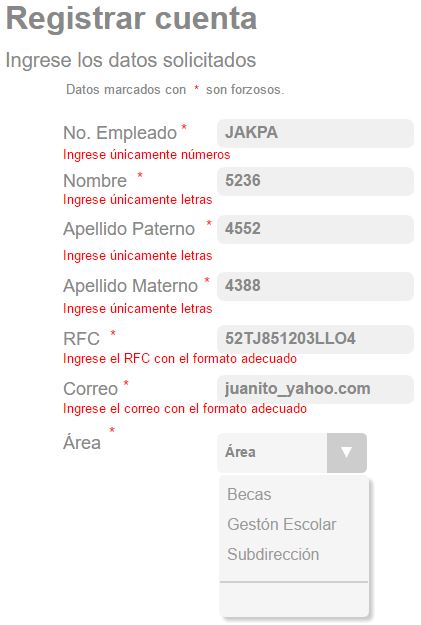 Registrar cuenta
Ingrese los datos solicitados
Datos marcados con * son forzosos.
No. Empleado * JAKPA
Ingrese únicamente números
Nombre * 5236
Ingrese únicamente letras
Apellido Paterno * 4552
Ingrese únicamente letras
Apellido Materno * 4388
Ingrese únicamente letras
RFC * 52TJ851203LLO4
Ingrese el RFC con el formato adecuado
Correo * juanito_yahoo.com
Ingrese el correo con el formato adecuado
Área * Área ▼
Becas
Gestón Escolar
Subdirección